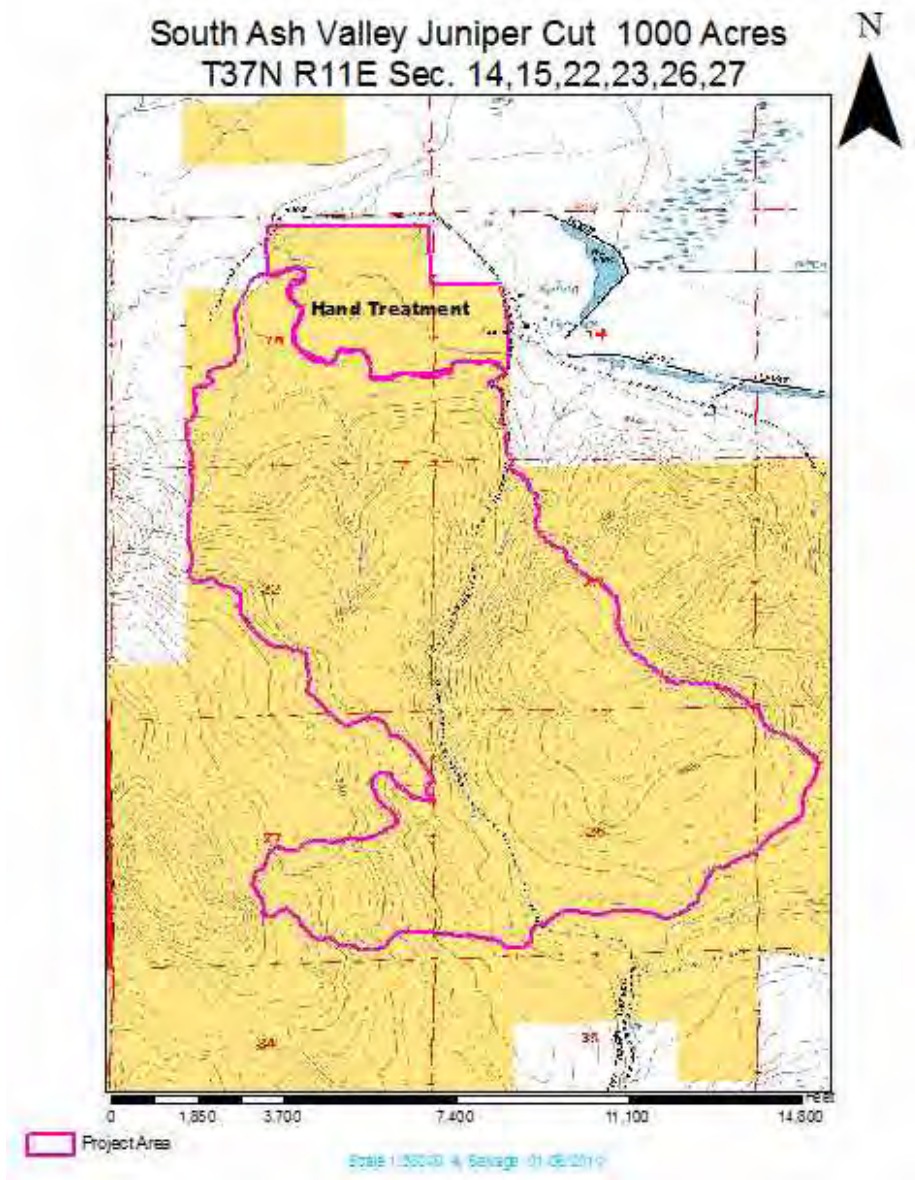 South Ash Valley Juniper Cut 1000 Acres
T37N R11E Sec. 14,15,22,23,26,27
N
Hand Treatment
14
15
22
27
26
34
35
Feet
0 1,850 3,700 7,400 11,100 14,800
Project Area